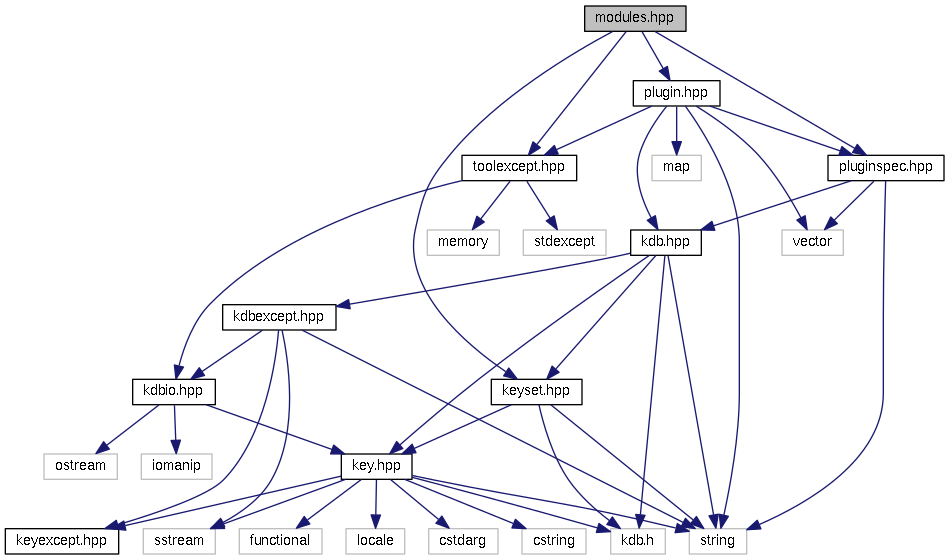 modules.hpp
plugin.hpp
toolexcept.hpp
map
pluginspec.hpp
memory
stdexcept
kdb.hpp
vector
kdbexcept.hpp
kdbio.hpp
keyset.hpp
ostream
iomanip
key.hpp
keyexcept.hpp
sstream
functional
locale
cstdarg
cstring
kdb.h
string